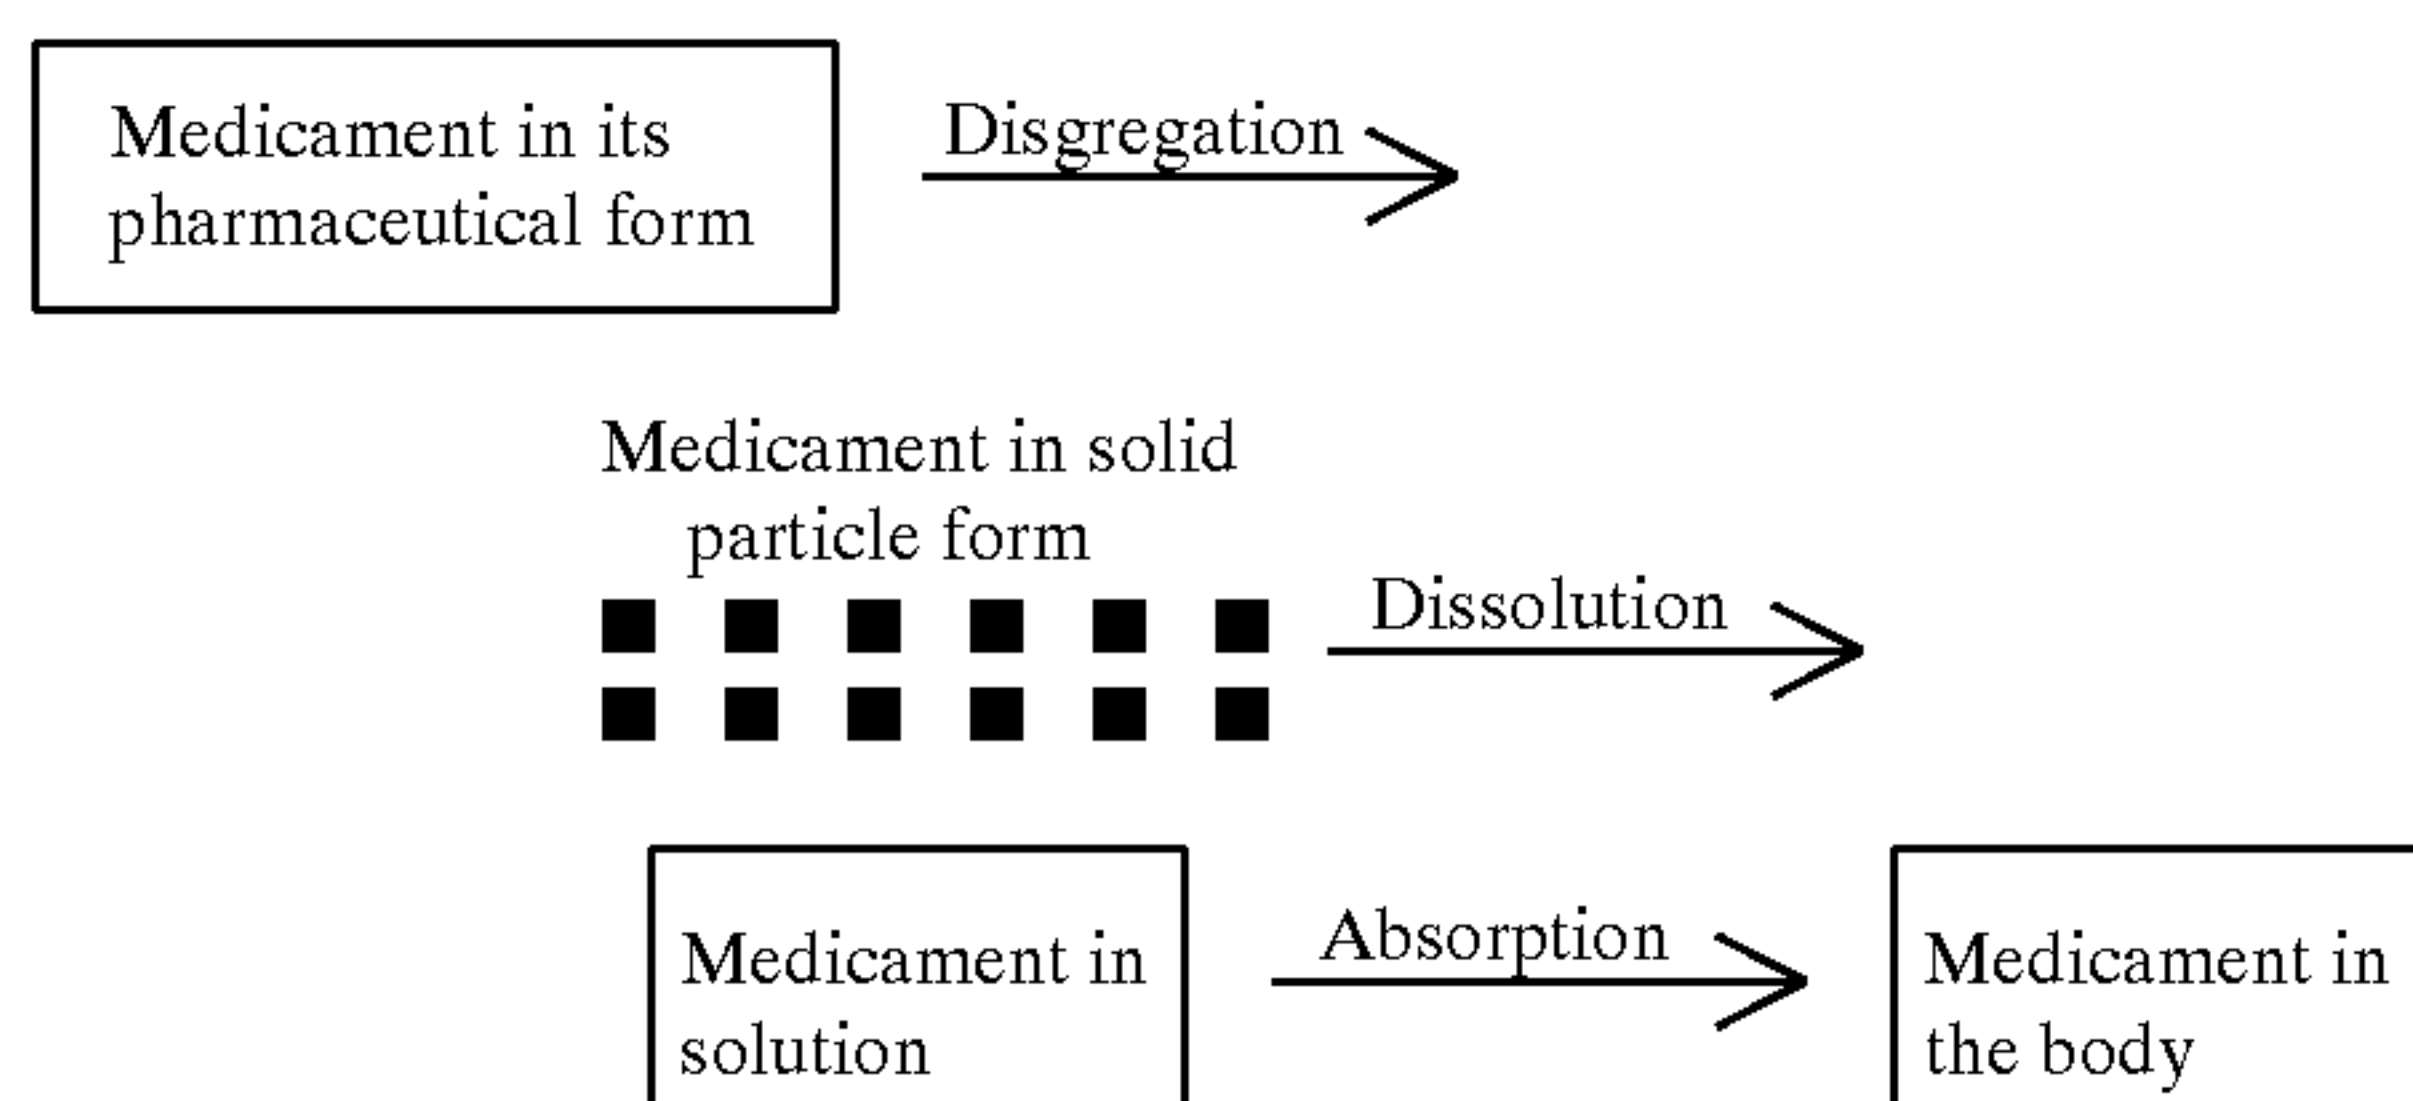 Medicament in its
pharmaceutical form
Disgregation
Medicament in solid
particle form
Dissolution
Medicament in
solution
Absorption
Medicament in
the body